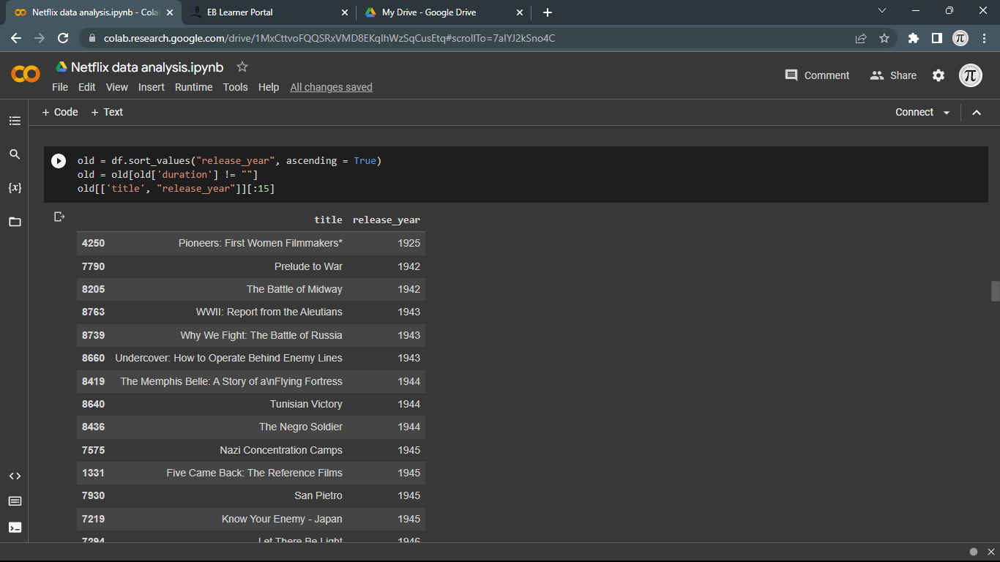 Netflix data analysis.ipynb - Cola
EB Learner Portal
My Drive - Google Drive
colab.research.google.com/drive/1MxCttvoFQQSRxVMD8EKqIhWzSqCusEtq#scrollTo=7alYJ2kSno4C
Netflix data analysis.ipynb
File Edit View Insert Runtime Tools Help All changes saved
Comment Share
+ Code + Text
Connect
old = df.sort_values("release_year", ascending = True)
old = old[old['duration'] != ""]
old[['title', "release_year"]][:15]
title release_year
4250 Pioneers: First Women Filmmakers* 1925
7790 Prelude to War 1942
8205 The Battle of Midway 1942
8763 WWII: Report from the Aleutians 1943
8739 Why We Fight: The Battle of Russia 1943
8660 Undercover: How to Operate Behind Enemy Lines 1943
8419 The Memphis Belle: A Story of a\nFlying Fortress 1944
8640 Tunisian Victory 1944
8436 The Negro Soldier 1944
7575 Nazi Concentration Camps 1945
1331 Five Came Back: The Reference Films 1945
7930 San Pietro 1945
7219 Know Your Enemy - Japan 1945
7294 Let There Be Light 1946